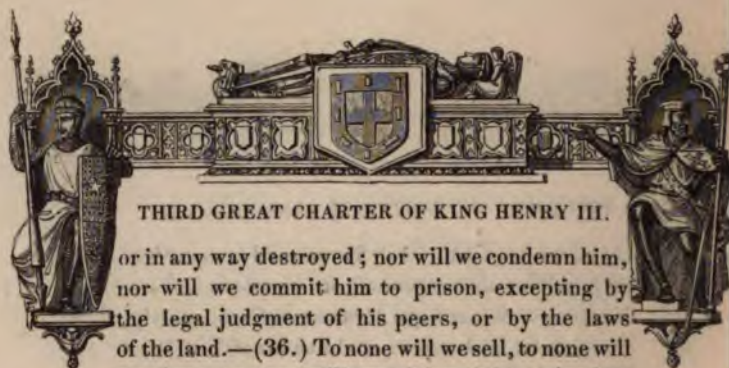 THIRD GREAT CHARTER OF KING HENRY III.
or in any way destroyed; nor will we condemn him,
nor will we commit him to prison, excepting by
the legal judgment of his peers, or by the laws
of the land.—(36.) To none will we sell, to none will